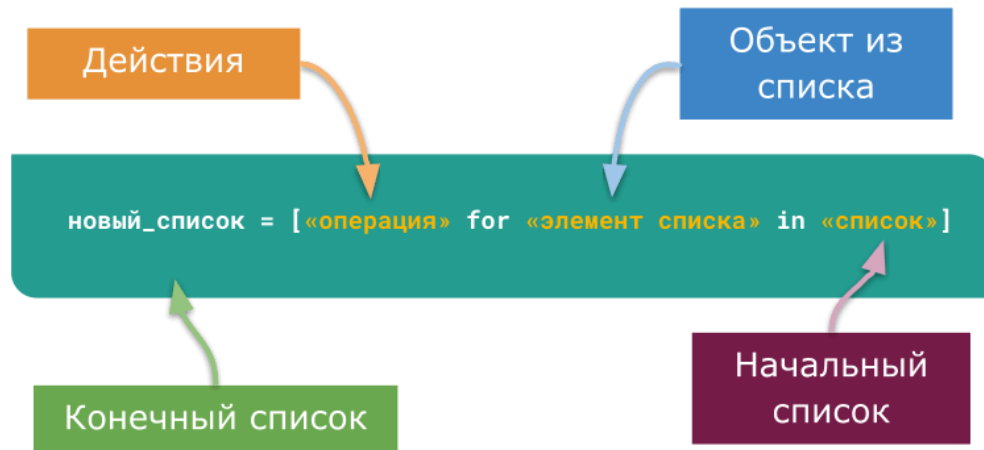 Действия
Объект из
списка
новый_список = [«операция» for «элемент списка» in «список»]
Конечный список
Начальный
список